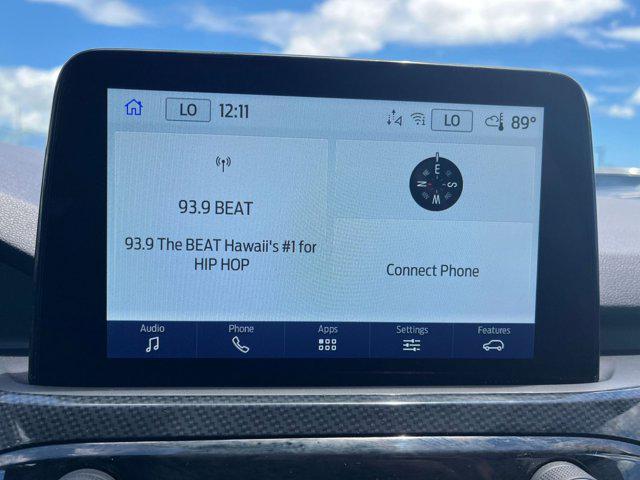 LO 12:11 LO 89°
93.9 BEAT
93.9 The BEAT Hawaii's #1 for
HIP HOP
E
N S
W
Connect Phone
Audio Phone Apps Settings Features